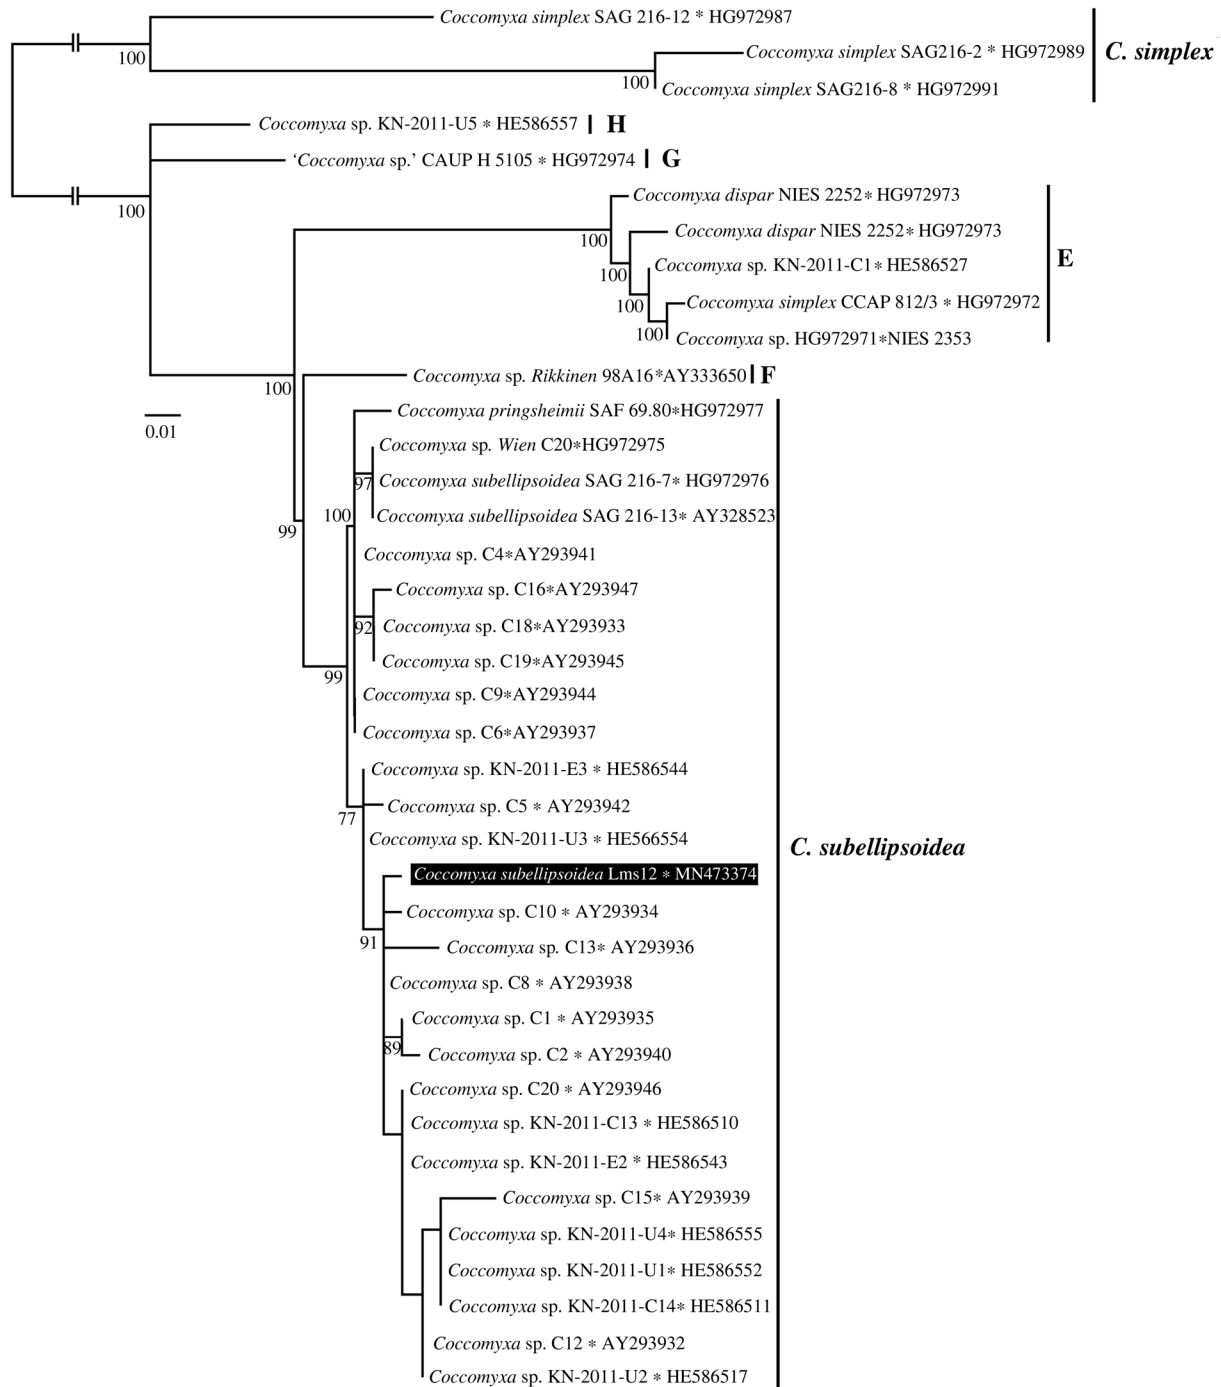 Coccomyxa simplex SAG 216-12 * HG972987
100
Coccomyxa simplex SAG216-2 * HG972989
C. simplex
100
Coccomyxa simplex SAG216-8 * HG972991
Coccomyxa sp. KN-2011-U5 * HE586557
H
'Coccomyxa sp.' CAUP H 5105 * HG972974
G
100
Coccomyxa dispar NIES 2252* HG972973
Coccomyxa dispar NIES 2252* HG972973
100
Coccomyxa sp. KN-2011-C1* HE586527
E
100
Coccomyxa simplex CCAP 812/3 * HG972972
100
Coccomyxa sp. HG972971*NIES 2353
100
Coccomyxa sp. Rikkinen 98A16*AY333650
F
100
Coccomyxa pringsheimii SAF 69.80*HG972977
0.01
Coccomyxa sp. Wien C20*HG972975
97
Coccomyxa subellipsoidea SAG 216-7* HG972976
100
Coccomyxa subellipsoidea SAG 216-13* AY328523
99
Coccomyxa sp. C4*AY293941
Coccomyxa sp. C16*AY293947
92
Coccomyxa sp. C18*AY293933
Coccomyxa sp. C19*AY293945
99
Coccomyxa sp. C9*AY293944
Coccomyxa sp. C6*AY293937
Coccomyxa sp. KN-2011-E3 * HE586544
Coccomyxa sp. C5 * AY293942
77
Coccomyxa sp. KN-2011-U3 * HE566554
C. subellipsoidea
Coccomyxa subellipsoidea Lms12 * MN473374
Coccomyxa sp. C10 * AY293934
91
Coccomyxa sp. C13* AY293936
Coccomyxa sp. C8 * AY293938
Coccomyxa sp. C1 * AY293935
89
Coccomyxa sp. C2 * AY293940
Coccomyxa sp. C20 * AY293946
Coccomyxa sp. KN-2011-C13 * HE586510
Coccomyxa sp. KN-2011-E2 * HE586543
Coccomyxa sp. C15* AY293939
Coccomyxa sp. KN-2011-U4* HE586555
Coccomyxa sp. KN-2011-U1* HE586552
Coccomyxa sp. KN-2011-C14* HE586511
Coccomyxa sp. C12 * AY293932
Coccomyxa sp. KN-2011-U2 * HE586517